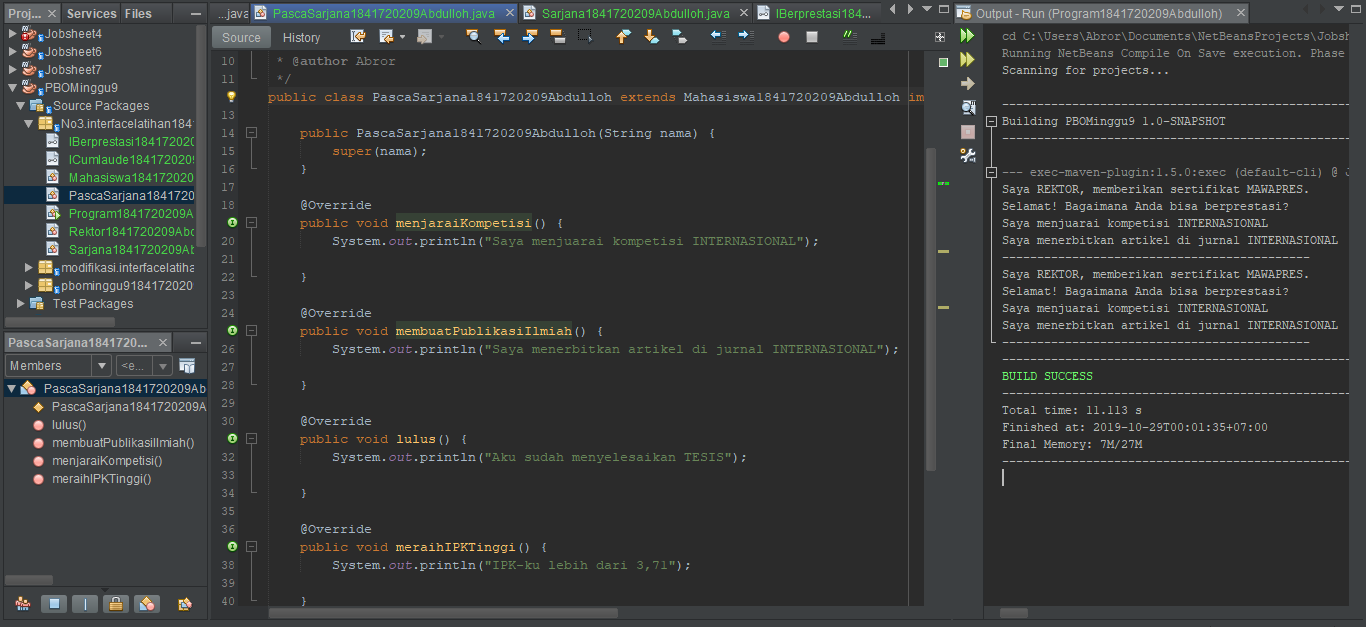 Proj...
Services
Files
Jobsheet4
Jobsheet6
Jobsheet7
PBOMinggu9
Source Packages
No3.interfacelatihan184
IBerprestasi184172020
ICumlaude1841720209
Mahasiswa1841720209
PascaSarjana1841720
Program1841720209A
Rektor1841720209Abd
Sarjana1841720209Ab
modifikasi.interfacelatiha
pbominggu9184172020
Test Packages
PascaSarjana1841720...
Members
<e...
PascaSarjana1841720209Ab
PascaSarjana1841720209A
lulus()
membuatPublikasiIlmiah()
menjaraiKompetisi()
meraihIPKTinggi()
...java
PascaSarjana1841720209Abdulloh.java
Sarjana1841720209Abdulloh.java
IBerprestasi184...
Source
History
10 * @author Abror
11 */
public class PascaSarjana1841720209Abdulloh extends Mahasiswa1841720209Abdulloh im
13
14 public PascaSarjana1841720209Abdulloh(String nama) {
15 super(nama);
16 }
17
18 @Override
public void menjaraiKompetisi() {
20 System.out.println("Saya menjuarai kompetisi INTERNASIONAL");
21
22 }
23
24 @Override
public void membuatPublikasiIlmiah() {
26 System.out.println("Saya menerbitkan artikel di jurnal INTERNASIONAL");
27
28 }
29
30 @Override
public void lulus() {
32 System.out.println("Aku sudah menyelesaikan TESIS");
33
34 }
35
36 @Override
public void meraihIPKTinggi() {
38 System.out.println("IPK-ku lebih dari 3,71");
39
40 }
Output - Run (Program1841720209Abdulloh)
cd C:\Users\Abror\Documents\NetBeansProjects\Jobsh
Running NetBeans Compile On Save execution. Phase
Scanning for projects...
------------------------------------------------
Building PBOMinggu9 1.0-SNAPSHOT
------------------------------------------------
--- exec-maven-plugin:1.5.0:exec (default-cli) @ J
Saya REKTOR, memberikan sertifikat MAWAPRES.
Selamat! Bagaimana Anda bisa berprestasi?
Saya menjuarai kompetisi INTERNASIONAL
Saya menerbitkan artikel di jurnal INTERNASIONAL
-------------------------------------------
Saya REKTOR, memberikan sertifikat MAWAPRES.
Selamat! Bagaimana Anda bisa berprestasi?
Saya menjuarai kompetisi INTERNASIONAL
Saya menerbitkan artikel di jurnal INTERNASIONAL
-------------------------------------------
------------------------------------------------
BUILD SUCCESS
------------------------------------------------
Total time: 11.113 s
Finished at: 2019-10-29T00:01:35+07:00
Final Memory: 7M/27M
------------------------------------------------